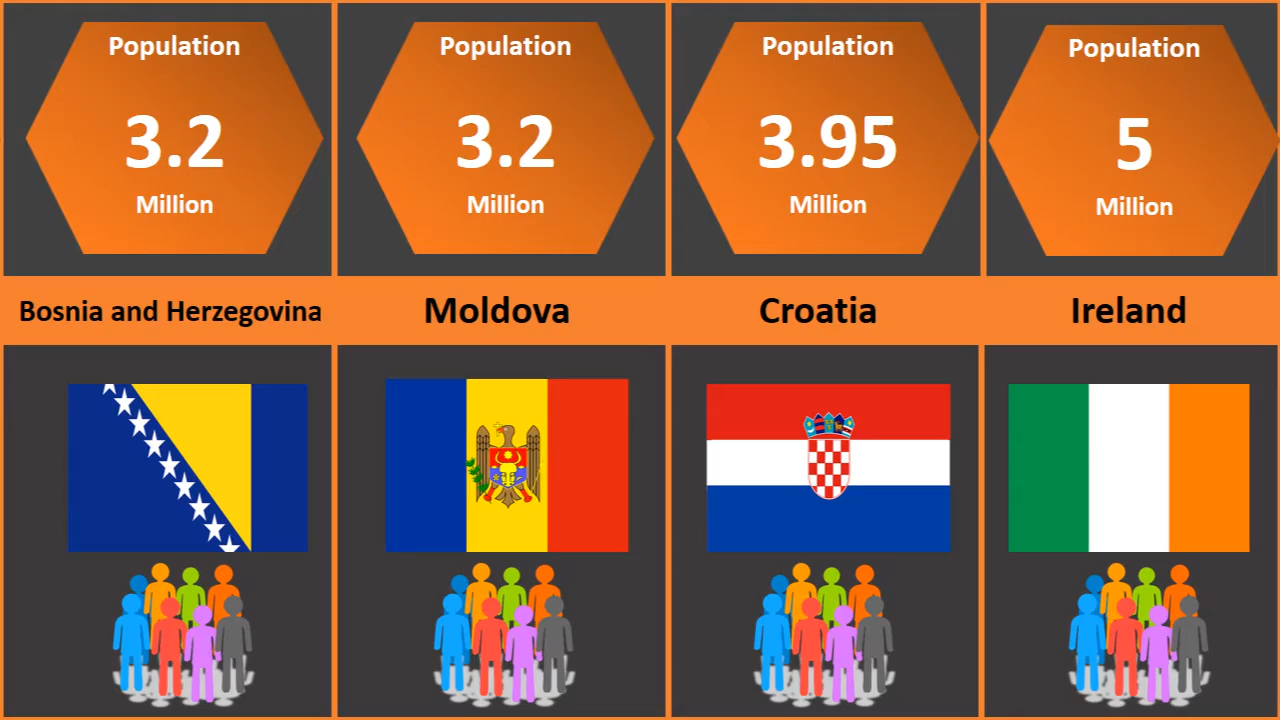 Population
3.2
Million
Population
3.2
Million
Population
3.95
Million
Population
5
Million
Bosnia and Herzegovina
Moldova
Croatia
Ireland